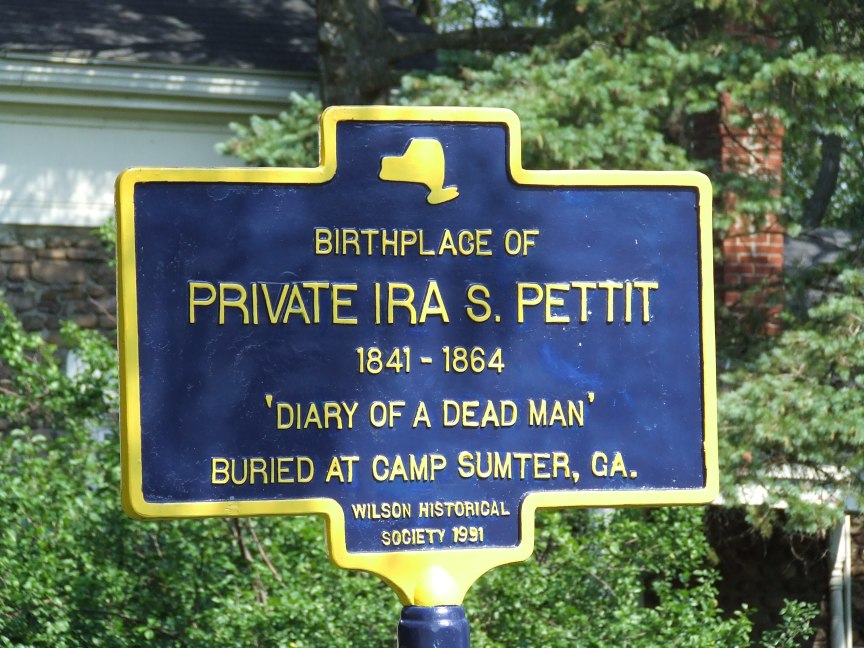 BIRTHPLACE OF
PRIVATE IRA S. PETTIT
1841 - 1864
'DIARY OF A DEAD MAN'
BURIED AT CAMP SUMTER, GA.
WILSON HISTORICAL
SOCIETY 1991